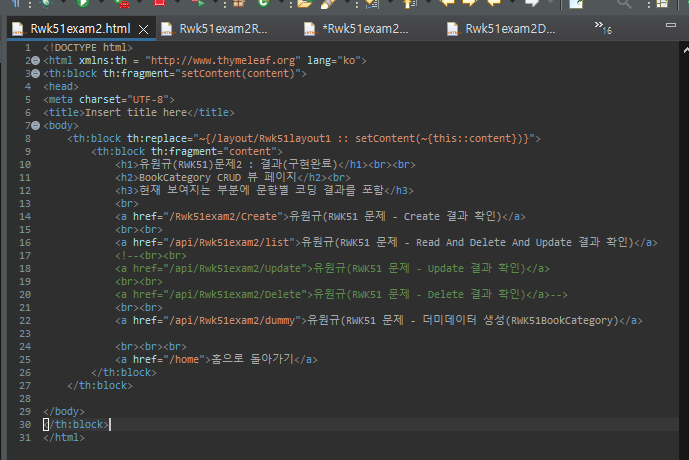 Rwk51exam2.html
Rwk51exam2R...
*Rwk51exam2...
Rwk51exam2D...
»16
1 <!DOCTYPE html>
2 <html xmlns:th = "http://www.thymeleaf.org" lang="ko">
3 <th:block th:fragment="setContent(content)">
4 <head>
5 <meta charset="UTF-8">
6 <title>Insert title here</title>
7 <body>
8 <th:block th:replace="~{/layout/Rwk51layout1 :: setContent(~{this::content})}">
9 <th:block th:fragment="content">
10 <h1>유원규(RWK51)문제2 : 결과(구현완료)</h1><br><br>
11 <h2>BookCategory CRUD 뷰 페이지</h2><br>
12 <h3>현재 보여지는 부분에 문항별 코딩 결과를 포함</h3>
13 <br>
14 <a href="/Rwk51exam2/Create">유원규(RWK51 문제 - Create 결과 확인)</a>
15 <br><br>
16 <a href="/api/Rwk51exam2/list">유원규(RWK51 문제 - Read And Delete And Update 결과 확인)</a>
17 <!--<br><br>
18 <a href="/api/Rwk51exam2/Update">유원규(RWK51 문제 - Update 결과 확인)</a>
19 <br><br>
20 <a href="/api/Rwk51exam2/Delete">유원규(RWK51 문제 - Delete 결과 확인)</a>-->
21 <br><br>
22 <a href="/api/Rwk51exam2/dummy">유원규(RWK51 문제 - 더미데이터 생성(RWK51BookCategory)</a>
23
24 <br><br><br>
25 <a href="/home">홈으로 돌아가기</a>
26 </th:block>
27 </th:block>
28
29 </body>
30 </th:block>
31 </html>